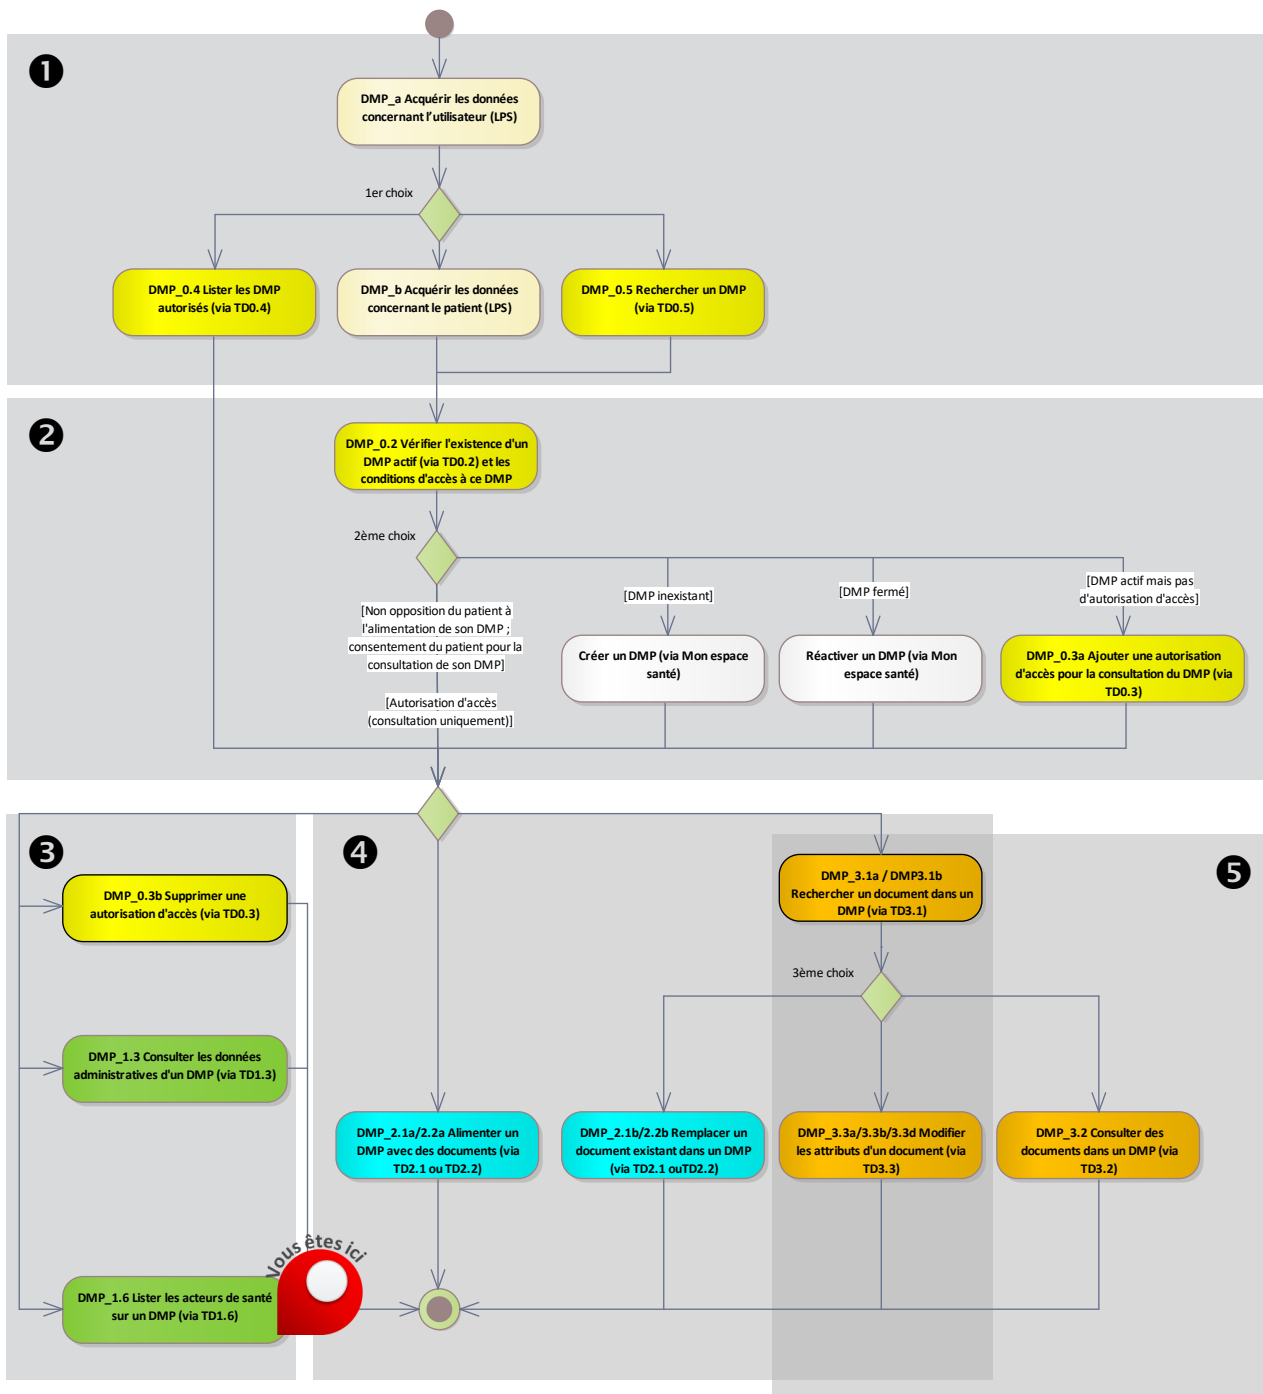 ❶
DMP_a Acquérir les données
concernant l'utilisateur (LPS)
1er choix
DMP_0.4 Lister les DMP
autorisés (via TD0.4)
DMP_b Acquérir les données
concernant le patient (LPS)
DMP_0.5 Rechercher un DMP
(via TD0.5)
❷
DMP_0.2 Vérifier l'existence d'un
DMP actif (via TD0.2) et les
conditions d'accès à ce DMP
2ème choix
[Non opposition du patient à
l'alimentation de son DMP ;
consentement du patient pour la
consultation de son DMP]
[Autorisation d'accès
(consultation uniquement)]
[DMP inexistant]
[DMP fermé]
[DMP actif mais pas
d'autorisation d'accès]
Créer un DMP (via Mon espace
santé)
Réactiver un DMP (via Mon
espace santé)
DMP_0.3a Ajouter une autorisation
d'accès pour la consultation du DMP (via
TD0.3)
❸
DMP_0.3b Supprimer une
autorisation d'accès (via TD0.3)
DMP_1.3 Consulter les données
administratives d'un DMP (via TD1.3)
DMP_1.6 Lister les acteurs de santé
sur un DMP (via TD1.6)
Nous êtes ici
❹
❺
DMP_3.1a / DMP3.1b
Rechercher un document dans un
DMP (via TD3.1)
3ème choix
DMP_2.1a/2.2a Alimenter un
DMP avec des documents (via
TD2.1 ou TD2.2)
DMP_2.1b/2.2b Remplacer un
document existant dans un DMP
(via TD2.1 ouTD2.2)
DMP_3.3a/3.3b/3.3d Modifier
les attributs d'un document (via
TD3.3)
DMP_3.2 Consulter des
documents dans un DMP (via
TD3.2)